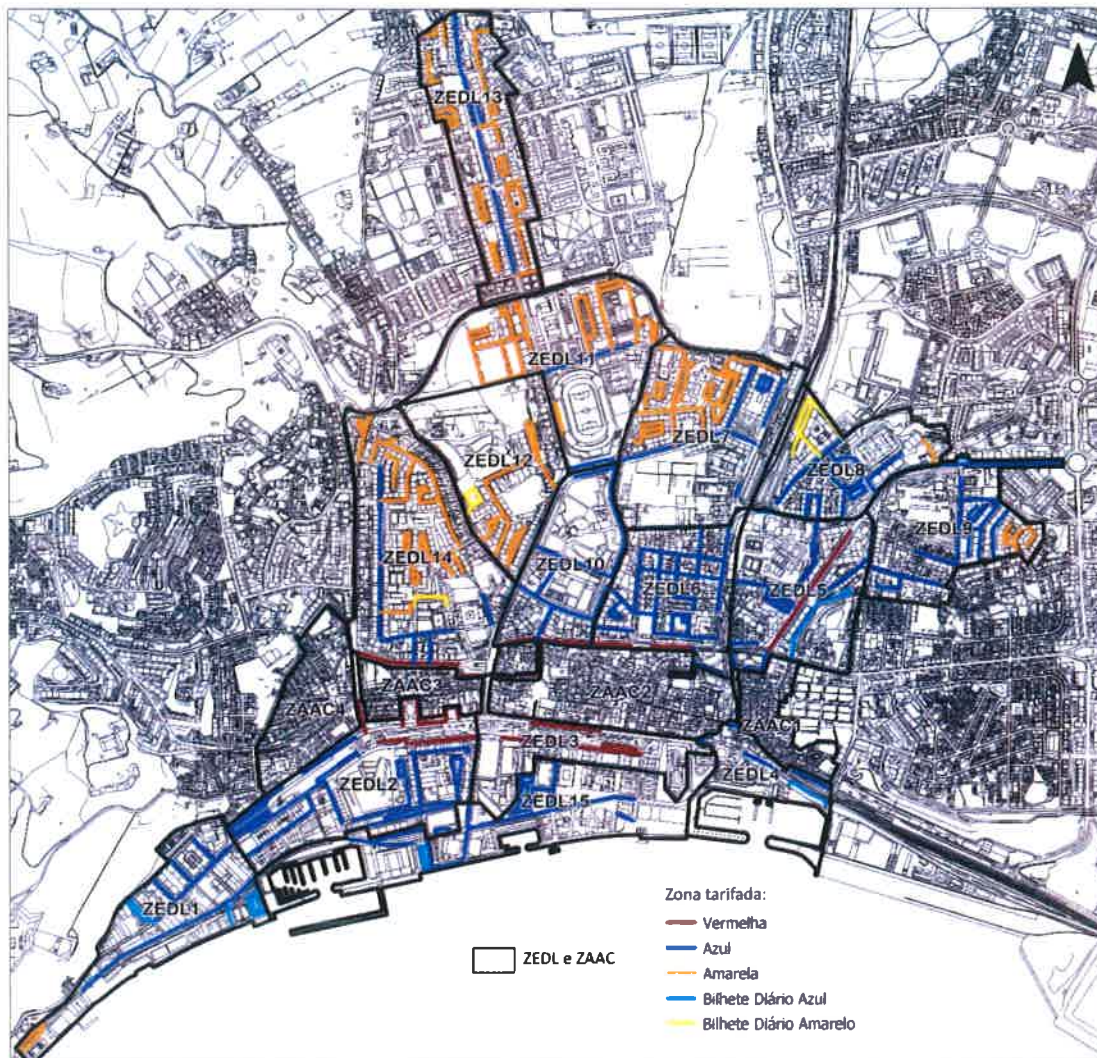 ZEDL13
ZEDL11
ZEDL7
ZEDL12
ZEDL8
ZEDL9
ZEDL14
ZEDL10
ZEDL6
ZEDL5
ZAAC3
ZAAC2
ZAAC4
ZAAC1
ZEDL3
ZEDL2
ZEDL4
ZEDL15
ZEDL1
Zona tarifada:
Vermelha
ZEDL e ZAAC
Azul
Amarela
Bilhete Diário Azul
Bilhete Diário Amarelo